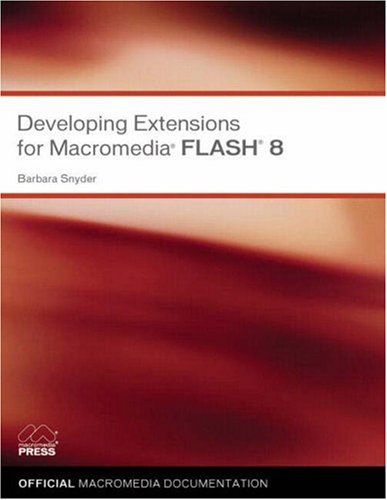 Developing Extensions
for Macromedia® FLASH® 8
Barbara Snyder
macromedia®
PRESS
OFFICIAL MACROMEDIA DOCUMENTATION